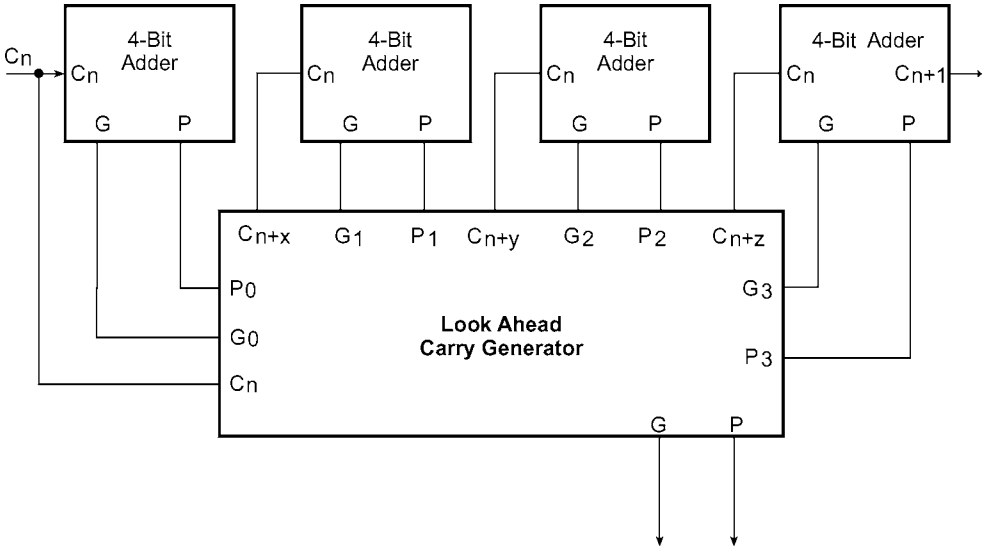 Cn
4-Bit
Adder
Cn
G P
4-Bit
Adder
Cn
G P
4-Bit
Adder
Cn
G P
4-Bit Adder
Cn Cn+1
G P
Cn+x G1 P1 Cn+y G2 P2 Cn+z
P0
G0
Cn
Look Ahead
Carry Generator
G3
P3
G P